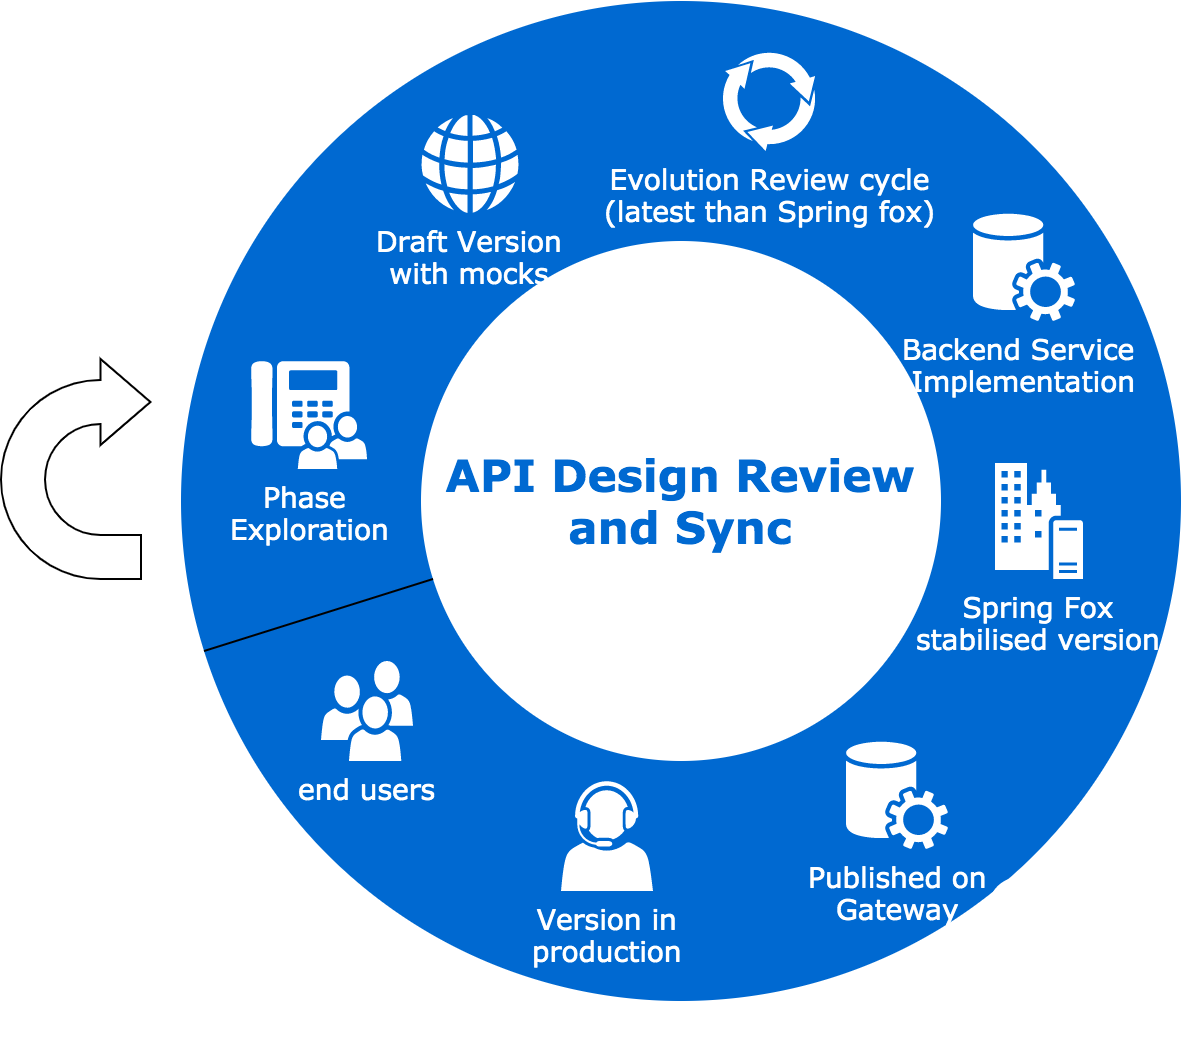 Evolution Review cycle
(latest than Spring fox)
Draft Version
with mocks
Backend Service
Implementation
Phase
Exploration
API Design Review
and Sync
Spring Fox
stabilised version
end users
Published on
Gateway
Version in
production